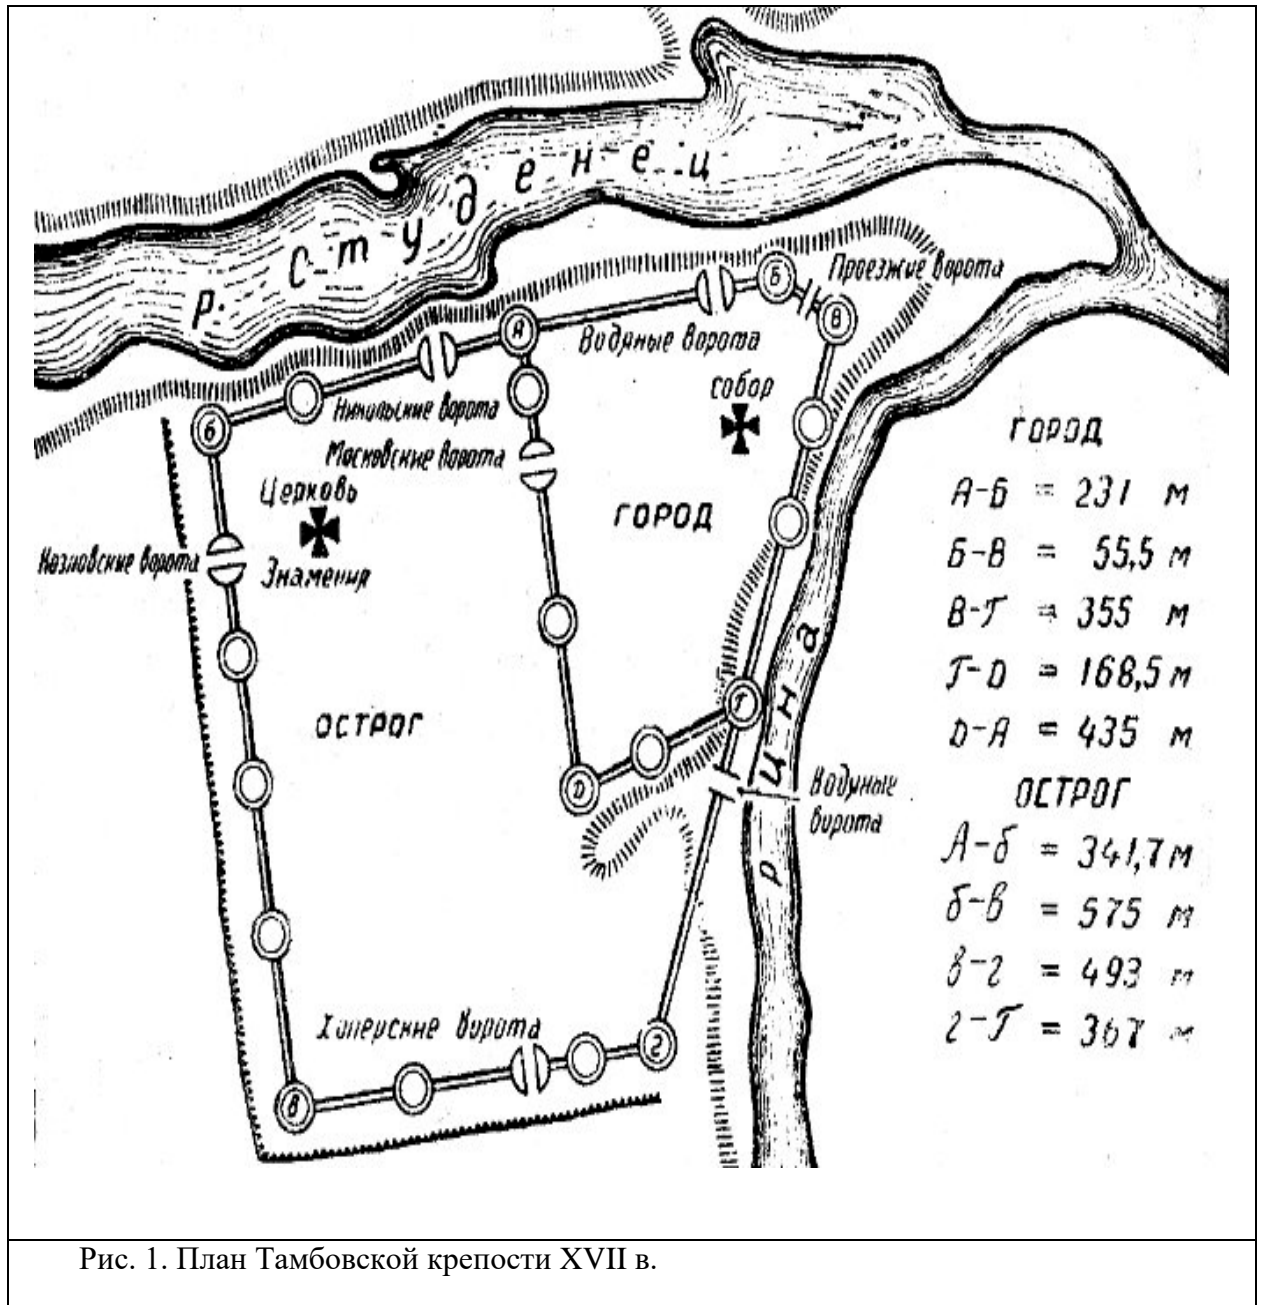 р. Студенец
Б
Проезжие ворота
В
А
Водяные ворота
собор
Никольские ворота
б
Московские ворота
Церковь
Знамения
ГОРОД
Козловские ворота
ОСТРОГ
Г
D
Водяные
ворота
р. Цна
Хоперские ворота
г
в
ГОРОД
А-Б = 231 м
Б-В = 55,5 м
В-Г = 355 м
Г-D = 168,5 м
D-А = 435 м
ОСТРОГ
А-б = 341,7 м
б-в = 575 м
в-г = 493 м
г-Г = 367 м
Рис. 1. План Тамбовской крепости XVII в.